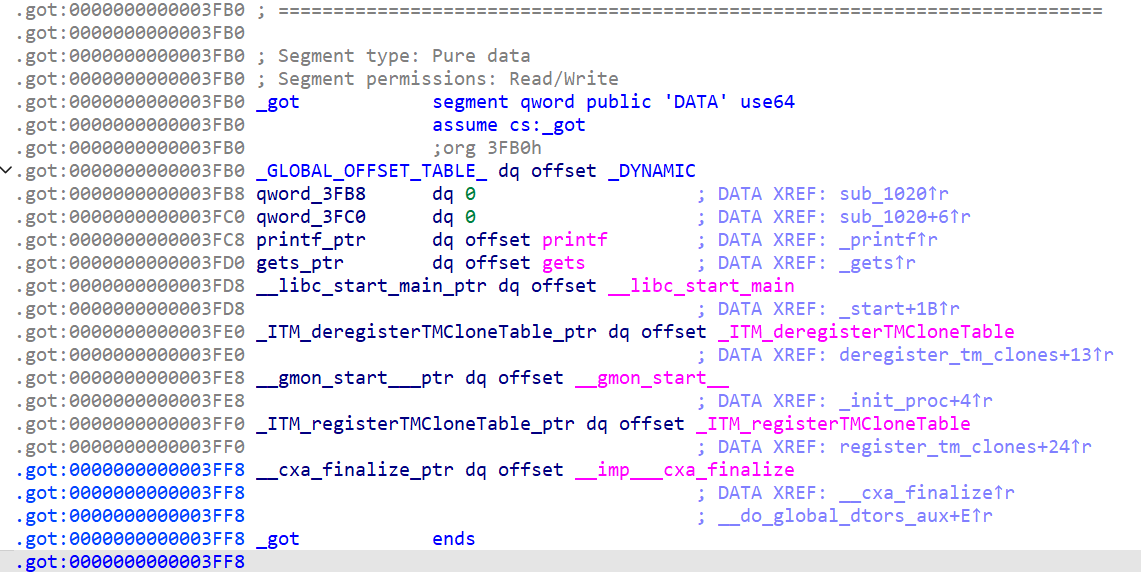 .got:0000000000003FB0 ; ===========================================================================
.got:0000000000003FB0
.got:0000000000003FB0 ; Segment type: Pure data
.got:0000000000003FB0 ; Segment permissions: Read/Write
.got:0000000000003FB0 _got            segment qword public 'DATA' use64
.got:0000000000003FB0                 assume cs:_got
.got:0000000000003FB0                 ;org 3FB0h
.got:0000000000003FB0 _GLOBAL_OFFSET_TABLE_ dq offset _DYNAMIC
.got:0000000000003FB8 qword_3FB8      dq 0                    ; DATA XREF: sub_1020↑r
.got:0000000000003FC0 qword_3FC0      dq 0                    ; DATA XREF: sub_1020+6↑r
.got:0000000000003FC8 printf_ptr      dq offset printf        ; DATA XREF: _printf↑r
.got:0000000000003FD0 gets_ptr        dq offset gets          ; DATA XREF: _gets↑r
.got:0000000000003FD8 __libc_start_main_ptr dq offset __libc_start_main
.got:0000000000003FD8                                         ; DATA XREF: _start+1B↑r
.got:0000000000003FE0 _ITM_deregisterTMCloneTable_ptr dq offset _ITM_deregisterTMCloneTable
.got:0000000000003FE0                                         ; DATA XREF: deregister_tm_clones+13↑r
.got:0000000000003FE8 __gmon_start___ptr dq offset __gmon_start__
.got:0000000000003FE8                                         ; DATA XREF: _init_proc+4↑r
.got:0000000000003FF0 _ITM_registerTMCloneTable_ptr dq offset _ITM_registerTMCloneTable
.got:0000000000003FF0                                         ; DATA XREF: register_tm_clones+24↑r
.got:0000000000003FF8 __cxa_finalize_ptr dq offset __imp___cxa_finalize
.got:0000000000003FF8                                         ; DATA XREF: __cxa_finalize↑r
.got:0000000000003FF8                                         ; __do_global_dtors_aux+E↑r
.got:0000000000003FF8 _got            ends
.got:0000000000003FF8